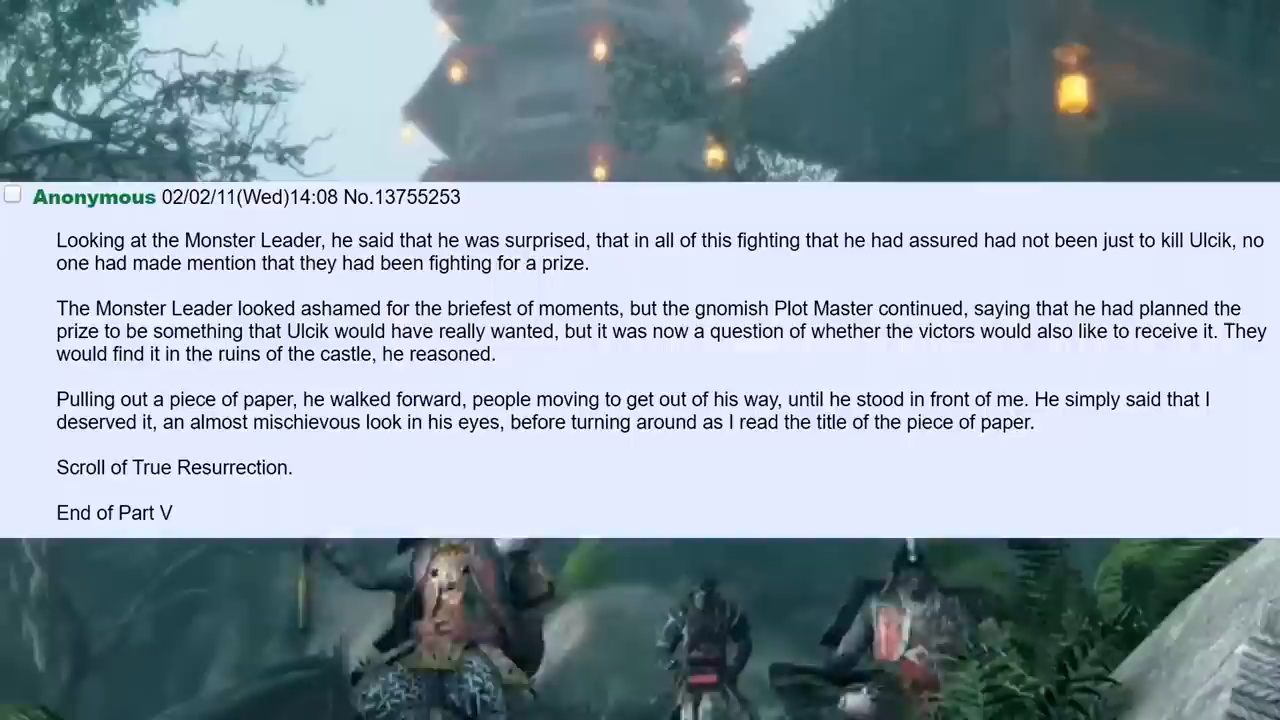 Anonymous 02/02/11(Wed)14:08 No.13755253
Looking at the Monster Leader, he said that he was surprised, that in all of this fighting that he had assured had not been just to kill Ulcik, no
one had made mention that they had been fighting for a prize.
The Monster Leader looked ashamed for the briefest of moments, but the gnomish Plot Master continued, saying that he had planned the
prize to be something that Ulcik would have really wanted, but it was now a question of whether the victors would also like to receive it. They
would find it in the ruins of the castle, he reasoned.
Pulling out a piece of paper, he walked forward, people moving to get out of his way, until he stood in front of me. He simply said that I
deserved it, an almost mischievous look in his eyes, before turning around as I read the title of the piece of paper.
Scroll of True Resurrection.
End of Part V